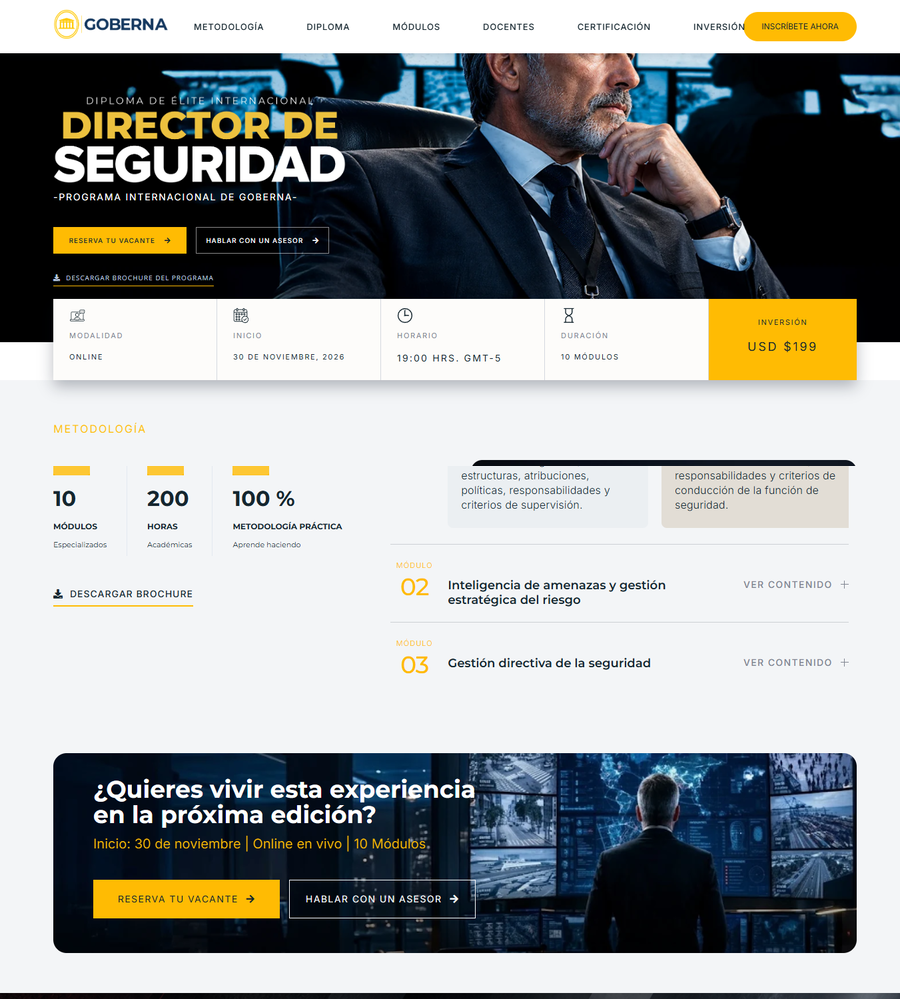 GOBERNA
METODOLOGÍA
DIPLOMA
MÓDULOS
DOCENTES
CERTIFICACIÓN
INVERSIÓN
INSCRÍBETE AHORA
DIPLOMA DE ÉLITE INTERNACIONAL
DIRECTOR DE
SEGURIDAD
-PROGRAMA INTERNACIONAL DE GOBERNA-
RESERVA TU VACANTE
HABLAR CON UN ASESOR
DESCARGAR BROCHURE DEL PROGRAMA
MODALIDAD
ONLINE
INICIO
30 DE NOVIEMBRE, 2026
HORARIO
19:00 HRS. GMT-5
DURACIÓN
10 MÓDULOS
INVERSIÓN
USD $199
METODOLOGÍA
10
MÓDULOS
Especializados
200
HORAS
Académicas
100 %
METODOLOGÍA PRÁCTICA
Aprende haciendo
DESCARGAR BROCHURE
estructuras, atribuciones,
políticas, responsabilidades y
criterios de supervisión.
responsabilidades y criterios de
conducción de la función de
seguridad.
MÓDULO
02
Inteligencia de amenazas y gestión
estratégica del riesgo
VER CONTENIDO
MÓDULO
03
Gestión directiva de la seguridad
VER CONTENIDO
¿Quieres vivir esta experiencia
en la próxima edición?
Inicio: 30 de noviembre | Online en vivo | 10 Módulos.
RESERVA TU VACANTE
HABLAR CON UN ASESOR